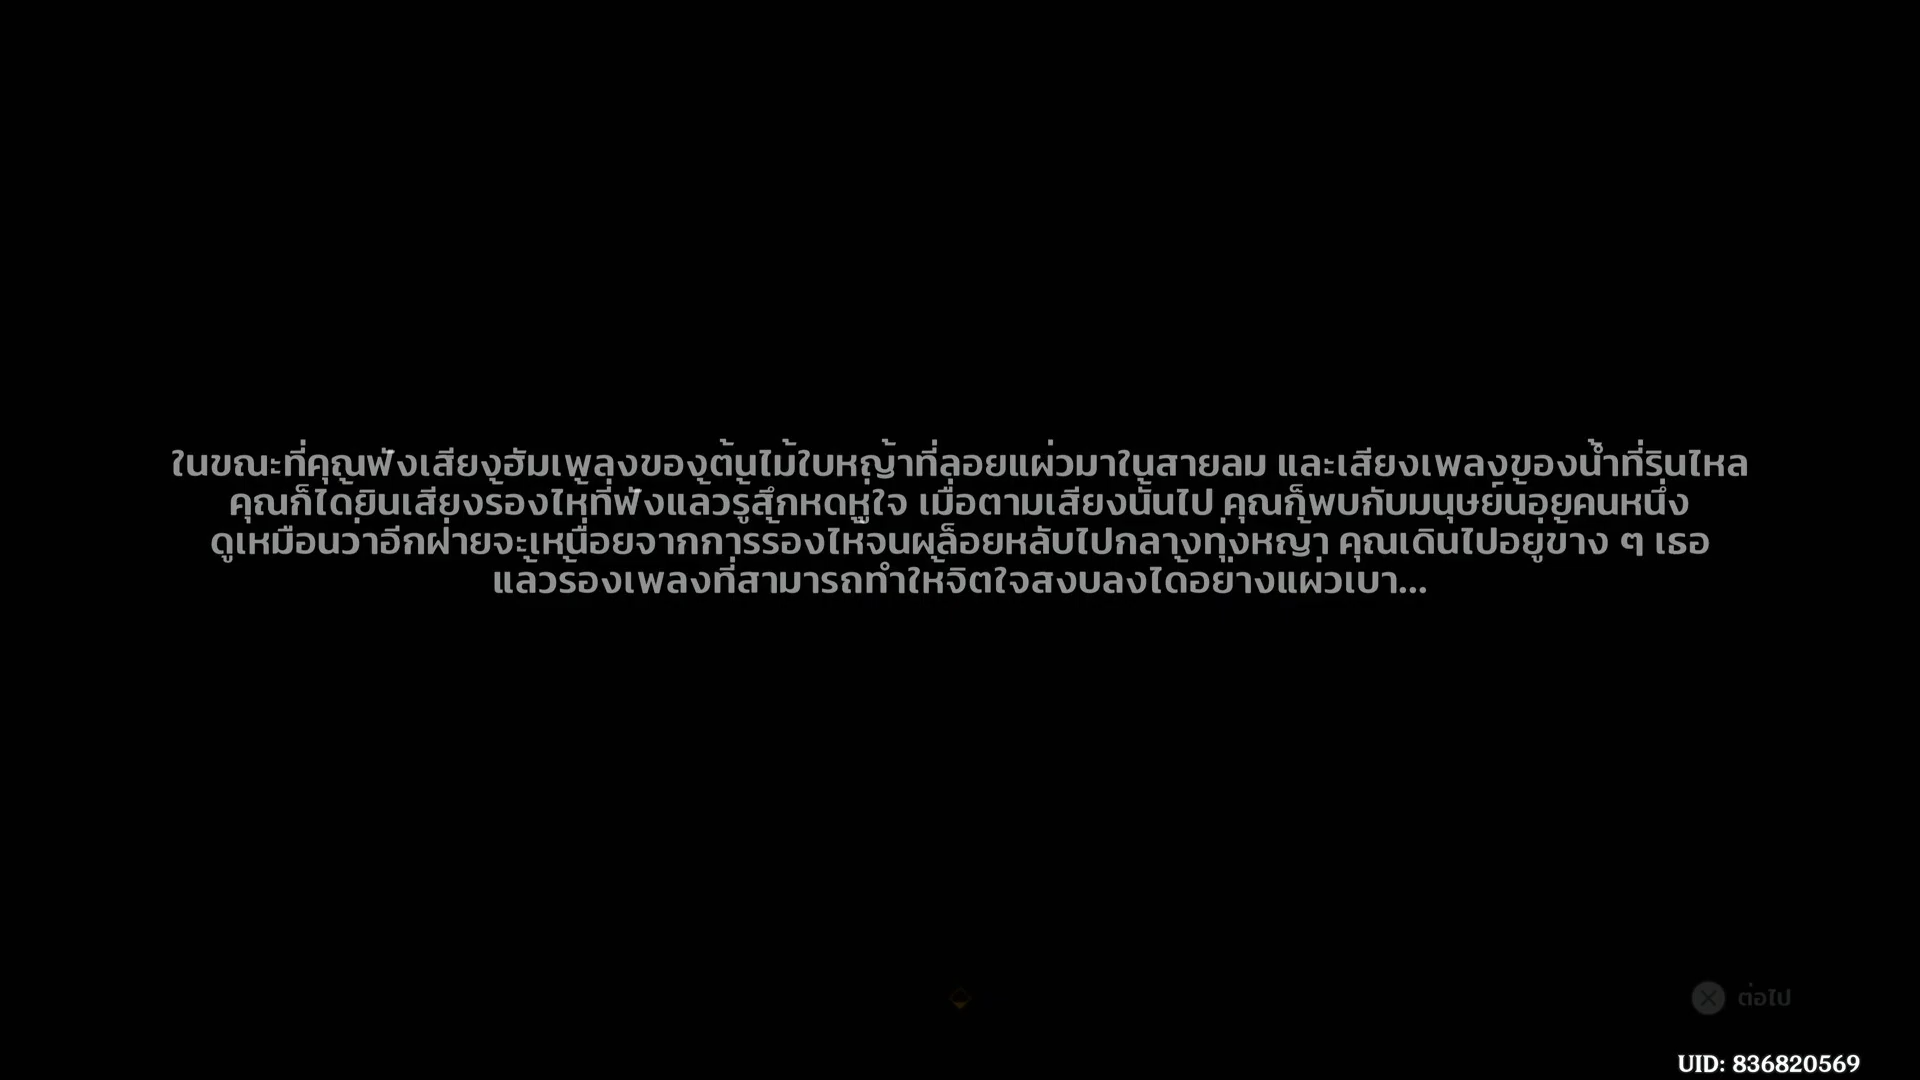 ในขณะที่คุณฟังเสียงฮัมเพลงของต้นไม้ใบหญ้าที่ลอยแผ่วมาในสายลม และเสียงเพลงของน้ำที่รินไหล
คุณก็ได้ยินเสียงร้องไห้ที่ฟังแล้วรู้สึกหดหู่ใจ เมื่อตามเสียงนั้นไป คุณก็พบกับมนุษย์น้อยคนหนึ่ง
ดูเหมือนว่าอีกฝ่ายจะเหนื่อยจากการร้องไห้จนผล็อยหลับไปกลางทุ่งหญ้า คุณเดินไปอยู่ข้าง ๆ เธอ
แล้วร้องเพลงที่สามารถทำให้จิตใจสงบลงได้อย่างแผ่วเบา...
ต่อไป
UID: 836820569